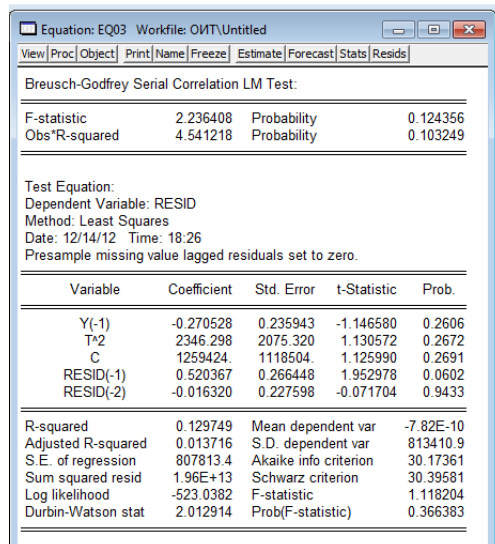 Equation: EQ03 Workfile: ОИТ\Untitled
View Proc Object Print Name Freeze Estimate Forecast Stats Resids
Breusch-Godfrey Serial Correlation LM Test:
F-statistic 2.236408 Probability 0.124356
Obs*R-squared 4.541218 Probability 0.103249
Test Equation:
Dependent Variable: RESID
Method: Least Squares
Date: 12/14/12 Time: 18:26
Presample missing value lagged residuals set to zero.
Variable Coefficient Std. Error t-Statistic Prob.
Y(-1) -0.270528 0.235943 -1.146580 0.2606
T^2 2346.298 2075.320 1.130572 0.2672
C 1259424. 1118504. 1.125990 0.2691
RESID(-1) 0.520367 0.266448 1.952978 0.0602
RESID(-2) -0.016320 0.227598 -0.071704 0.9433
R-squared 0.129749 Mean dependent var -7.82E-10
Adjusted R-squared 0.013716 S.D. dependent var 813410.9
S.E. of regression 807813.4 Akaike info criterion 30.17361
Sum squared resid 1.96E+13 Schwarz criterion 30.39581
Log likelihood -523.0382 F-statistic 1.118204
Durbin-Watson stat 2.012914 Prob(F-statistic) 0.366383